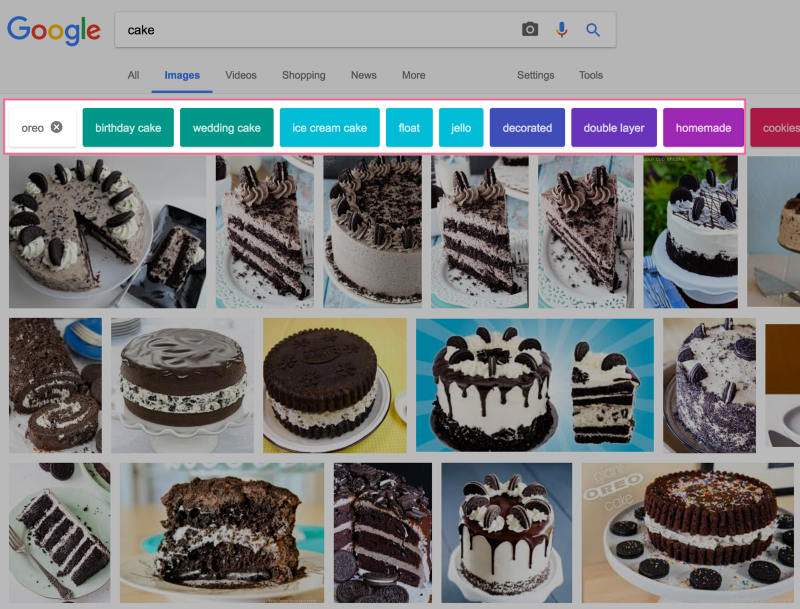 Google
cake
All Images Videos Shopping News More Settings Tools
oreo birthday cake wedding cake ice cream cake float jello decorated double layer homemade cookies
giant
OREO
cake